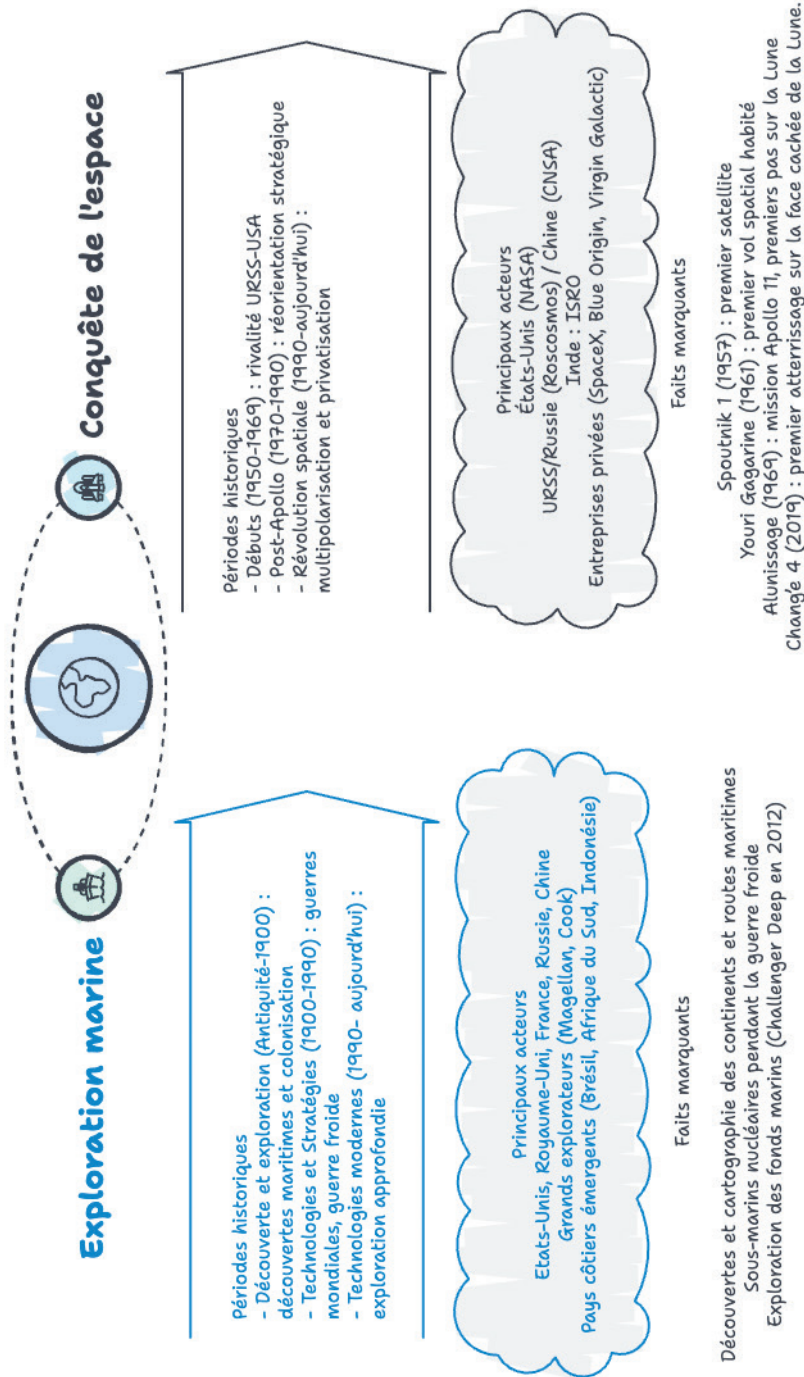 Exploration marine
Périodes historiques
- Découverte et exploration (Antiquité-1900) :
découvertes maritimes et colonisation
- Technologies et Stratégies (1900-1990) : guerres
mondiales, guerre froide
- Technologies modernes (1990- aujourd'hui) :
exploration approfondie
Principaux acteurs
Etats-Unis, Royaume-Uni, France, Russie, Chine
Grands explorateurs (Magellan, Cook)
Pays côtiers émergents (Brésil, Afrique du Sud, Indonésie)
Faits marquants
Découvertes et cartographie des continents et routes maritimes
Sous-marins nucléaires pendant la guerre froide
Exploration des fonds marins (Challenger Deep en 2012)
Conquête de l'espace
Périodes historiques
- Débuts (1950-1969) : rivalité URSS-USA
- Post-Apollo (1970-1990) : réorientation stratégique
- Révolution spatiale (1990-aujourd'hui) :
multipolarisation et privatisation
Principaux acteurs
États-Unis (NASA)
URSS/Russie (Roscosmos) / Chine (CNSA)
Inde : ISRO
Entreprises privées (SpaceX, Blue Origin, Virgin Galactic)
Faits marquants
Spoutnik 1 (1957) : premier satellite
Youri Gagarine (1961) : premier vol spatial habité
Alunissage (1969) : mission Apollo 11, premiers pas sur la Lune
Chang'e 4 (2019) : premier atterrissage sur la face cachée de la Lune.